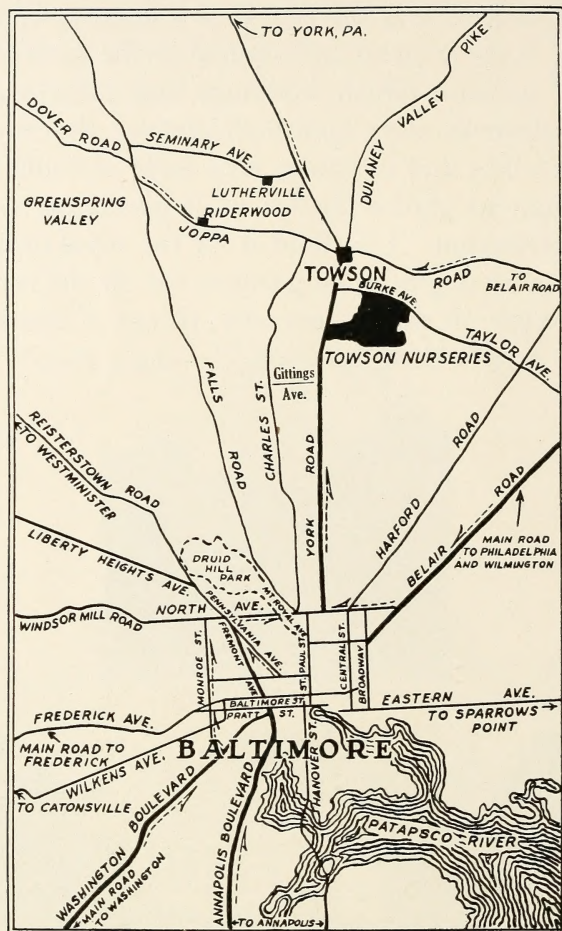 TO YORK, PA.
DULANEY VALLEY PIKE
DOVER ROAD
SEMINARY AVE.
LUTHERVILLE
RIDERWOOD
GREENSPRING
VALLEY
JOPPA
TOWSON
ROAD
TO
BELAIR ROAD
BURKE AVE.
TAYLOR AVE.
TOWSON NURSERIES
FALLS ROAD
CHARLES ST.
Gittings
Ave.
YORK ROAD
HARFORD ROAD
BELAIR ROAD
MAIN ROAD
TO PHILADELPHIA
AND WILMINGTON
REISTERSTOWN ROAD
TO WESTMINISTER
LIBERTY HEIGHTS AVE.
DRUID
HILL
PARK
MT ROYAL AVE
NORTH AVE.
WINDSOR MILL ROAD
PENNSYLVANIA AVE.
FREMONT AVE
MONROE ST.
ST. PAUL ST.
CENTRAL ST.
BROADWAY
BALTIMORE ST
PRATT ST.
EASTERN AVE.
TO SPARROWS
POINT
FREDERICK AVE.
MAIN ROAD TO
FREDERICK
WILKENS AVE.
BALTIMORE
HANOVER ST.
TO CATONSVILLE
WASHINGTON BOULEVARD
MAIN ROAD
TO WASHINGTON
ANNAPOLIS BOULEVARD
TO ANNAPOLIS
PATAPSCO RIVER